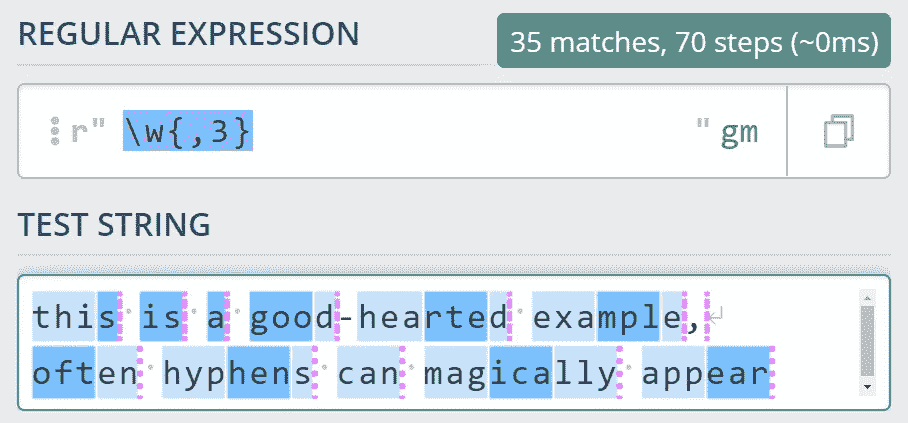 REGULAR EXPRESSION
35 matches, 70 steps (~0ms)
r" \w{,3} " gm
TEST STRING
this is a good-hearted example,
often hyphens can magically appear